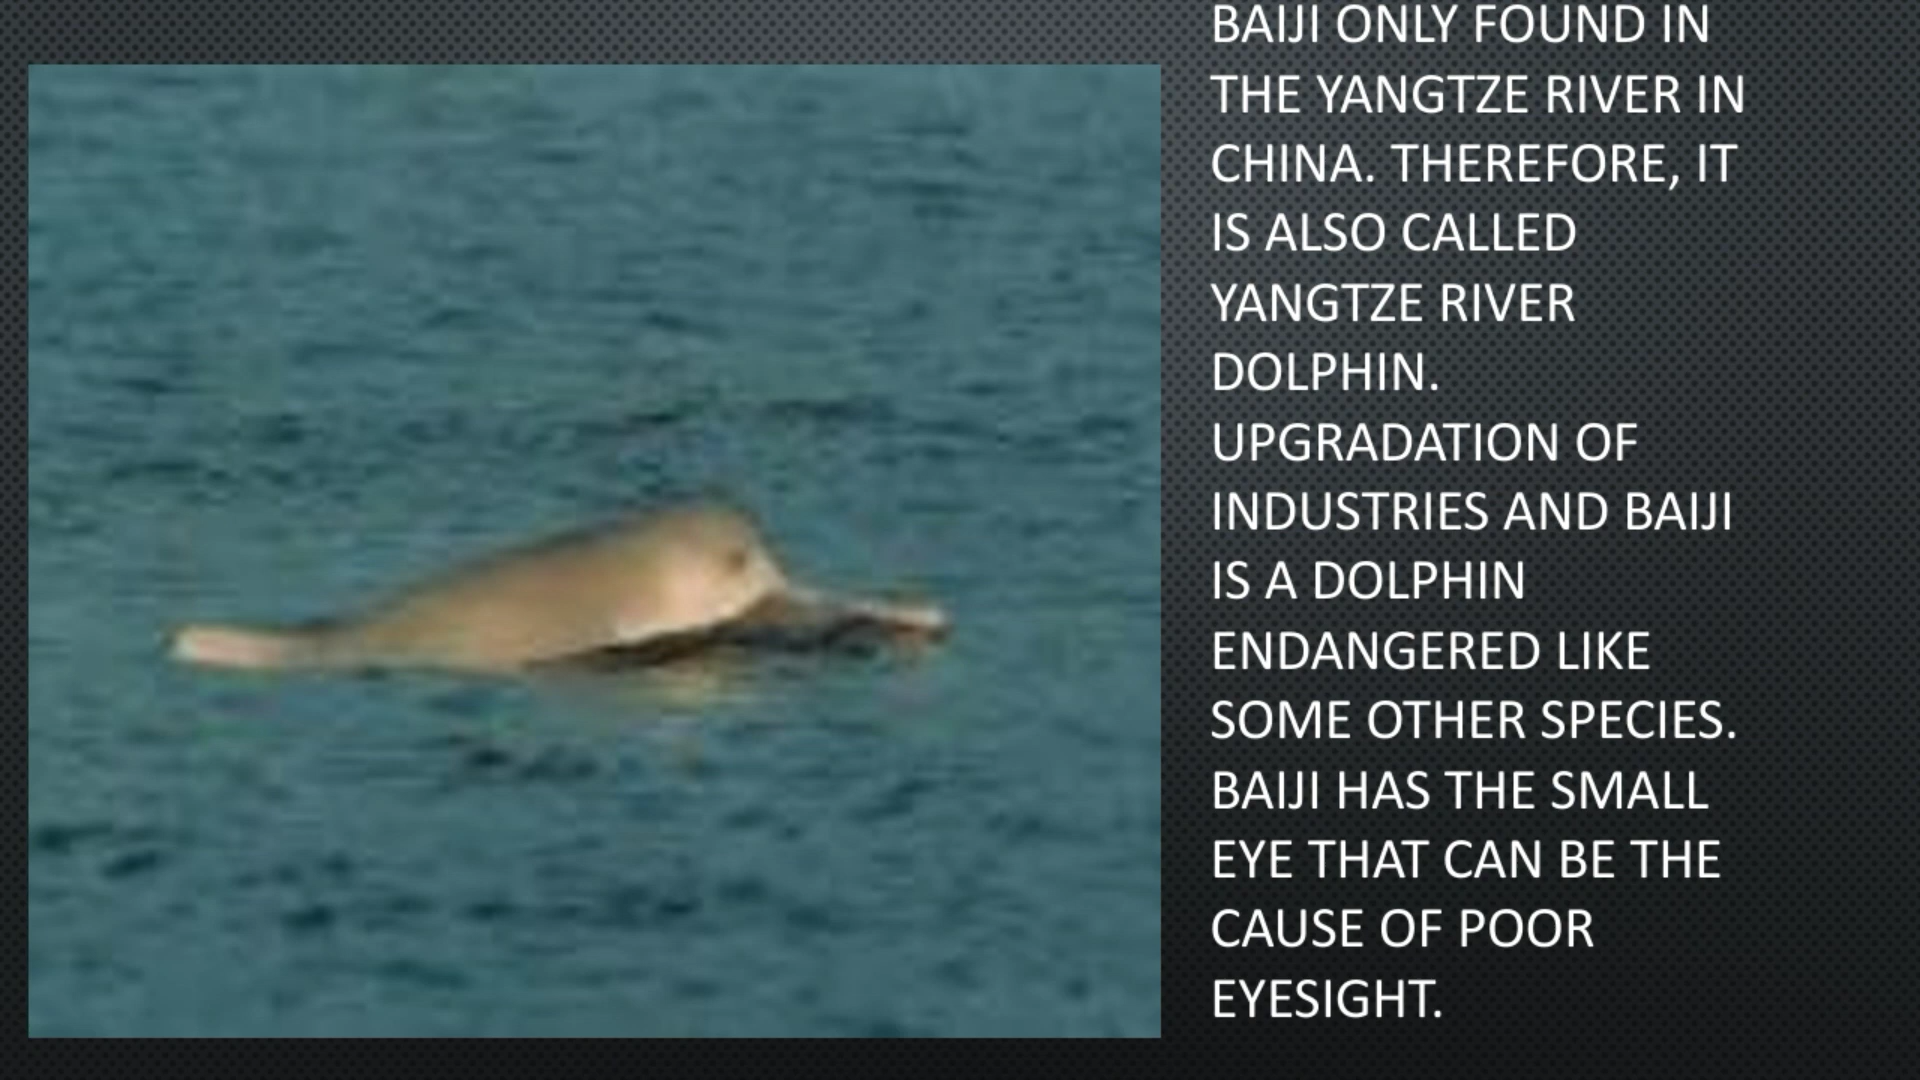 BAIJI ONLY FOUND IN
THE YANGTZE RIVER IN
CHINA. THEREFORE, IT
IS ALSO CALLED
YANGTZE RIVER
DOLPHIN.
UPGRADATION OF
INDUSTRIES AND BAIJI
IS A DOLPHIN
ENDANGERED LIKE
SOME OTHER SPECIES.
BAIJI HAS THE SMALL
EYE THAT CAN BE THE
CAUSE OF POOR
EYESIGHT.